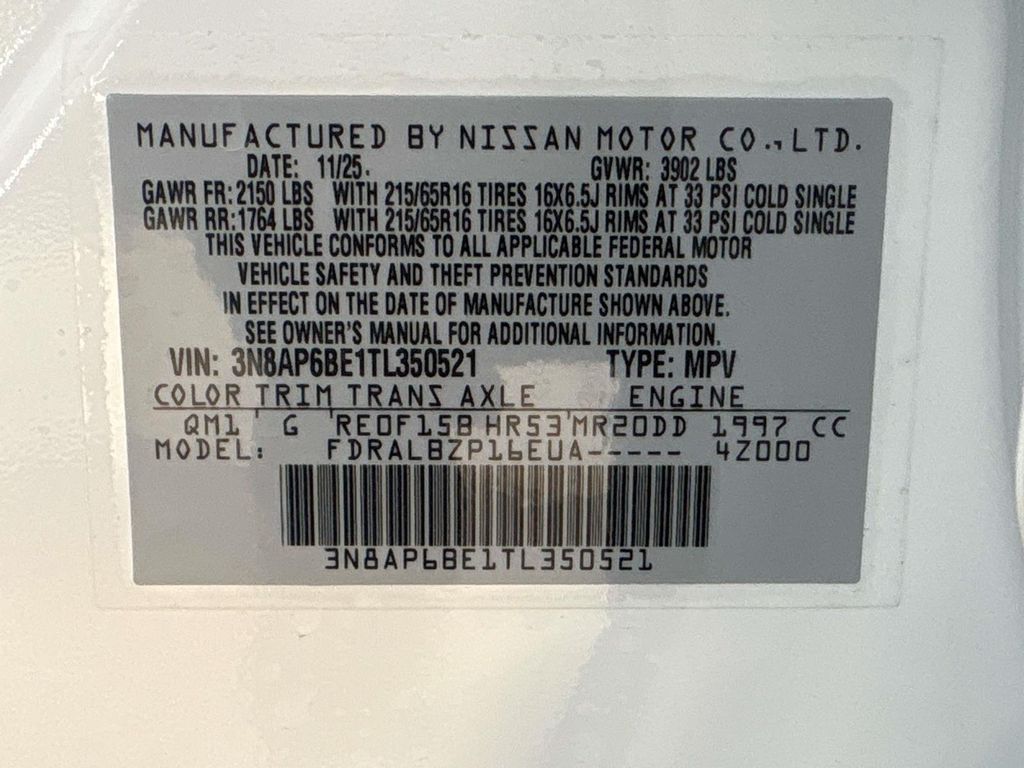 MANUFACTURED BY NISSAN MOTOR CO., LTD.
DATE: 11/25. GVWR: 3902 LBS
GAWR FR: 2150 LBS WITH 215/65R16 TIRES 16X6.5J RIMS AT 33 PSI COLD SINGLE
GAWR RR: 1764 LBS WITH 215/65R16 TIRES 16X6.5J RIMS AT 33 PSI COLD SINGLE
THIS VEHICLE CONFORMS TO ALL APPLICABLE FEDERAL MOTOR
VEHICLE SAFETY AND THEFT PREVENTION STANDARDS
IN EFFECT ON THE DATE OF MANUFACTURE SHOWN ABOVE.
SEE OWNER'S MANUAL FOR ADDITIONAL INFORMATION.
VIN: 3N8AP6BE1TL350521 TYPE: MPV
COLOR TRIM TRANS AXLE ENGINE
QM1 G RE0F15B HR53 MR20DD 1997 CC
MODEL: FDRALBZP16EUA----- 4Z000
3N8AP6BE1TL350521